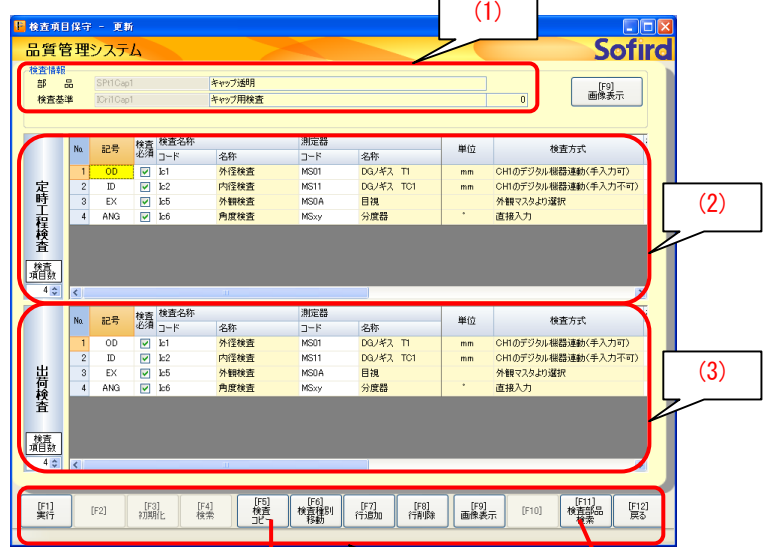 (1)
検査項目保守 - 更新
品質管理システム
Sofird
検査情報
部 品 SPrt1Cap1 キャップ透明
検査基準 ICri1Cap1 キャップ用検査 0
[F9]
画像表示
定時工程検査
検査
項目数
4
No. 記号 検査必須 検査名称 測定器 単位 検査方式
コード 名称 コード 名称
1 OD Ic1 外径検査 MS01 DGノギス T1 mm CH1のデジタル機器連動(手入力可)
2 ID Ic2 内径検査 MS11 DGノギス TC1 mm CH1のデジタル機器連動(手入力不可)
3 EX Ic5 外観検査 MS0A 目視 外観マスタより選択
4 ANG Ic6 角度検査 MSxy 分度器 ° 直接入力
(2)
出荷検査
検査
項目数
4
No. 記号 検査必須 検査名称 測定器 単位 検査方式
コード 名称 コード 名称
1 OD Ic1 外径検査 MS01 DGノギス T1 mm CH1のデジタル機器連動(手入力可)
2 ID Ic2 内径検査 MS11 DGノギス TC1 mm CH1のデジタル機器連動(手入力不可)
3 EX Ic5 外観検査 MS0A 目視 外観マスタより選択
4 ANG Ic6 角度検査 MSxy 分度器 ° 直接入力
(3)
[F1] 実行
[F2]
[F3] 初期化
[F4] 検索
[F5] 検査コピー
[F6] 検査種別移動
[F7] 行追加
[F8] 行削除
[F9] 画像表示
[F10]
[F11] 検査部品検索
[F12] 戻る